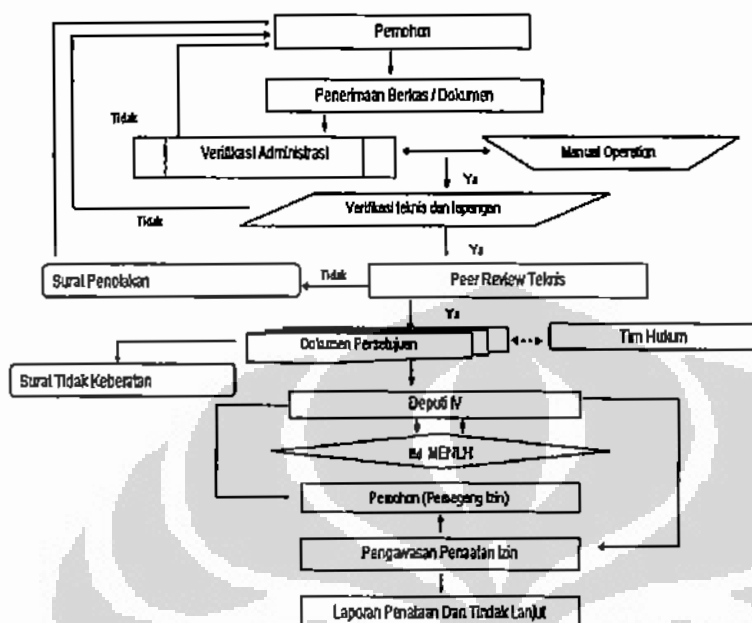 Pemohon
Penerimaan Berkas / Dokumen
Tidak
Verifikasi Administrasi
Manual Operation
Ya
Verifikasi teknis dan lapangan
Tidak
Ya
Surat Penolakan
Tidak
Peer Review Teknis
Ya
Dokumen Persetujuan
Tim Hukum
Surat Tidak Keberatan
Deputi IV
MENLH
Pemohon (Pemegang Izin)
Pengawasan Penaatan Izin
Laporan Penataan Dan Tindak Lanjut